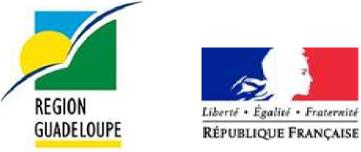 REGION
GUADELOUPE
Liberté • Égalité • Fraternité
RÉPUBLIQUE FRANÇAISE